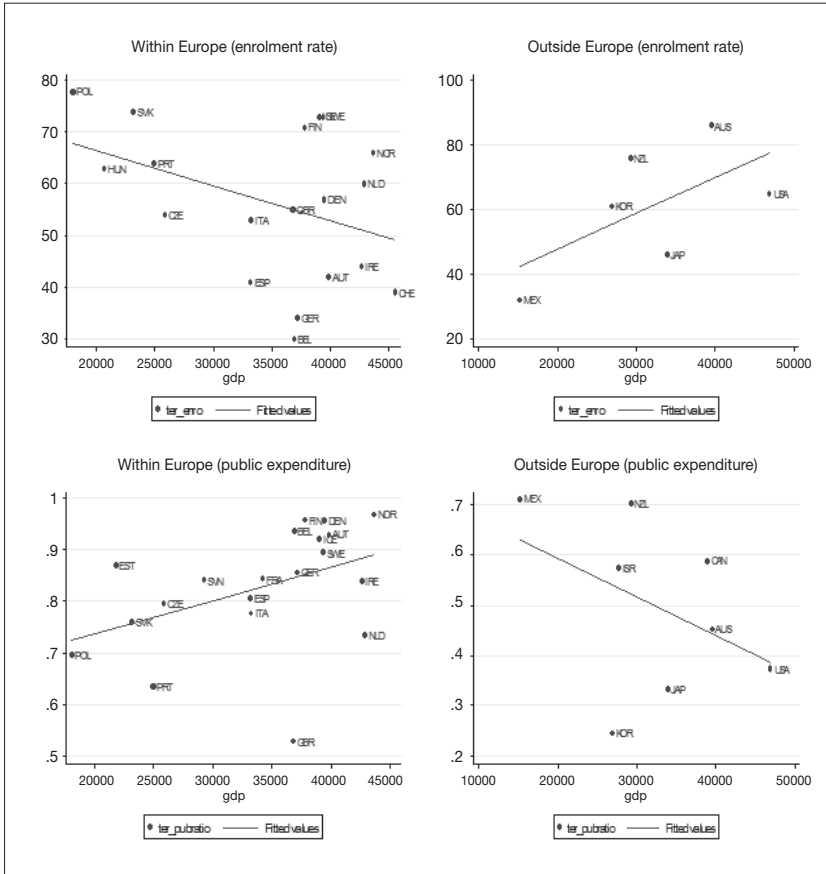 Within Europe (enrolment rate)
80
70
60
50
40
30
POL
SVK
HUN
PRT
CZE
ITA
ESP
FIN
SWE
NOR
NLD
DEN
GBR
IRE
AUT
CHE
GER
BEL
20000 25000 30000 35000 40000 45000
gdp
ter_enro Fitted values
Outside Europe (enrolment rate)
100
80
60
40
20
AUS
NZL
USA
KOR
JAP
MEX
10000 20000 30000 40000 50000
gdp
ter_enro Fitted values
Within Europe (public expenditure)
1
.9
.8
.7
.6
.5
NOR
FIN DEN
BEL
AUT
ICE
SWE
EST
GER
SVN
FRA
IRE
ESP
CZE
ITA
SVK
NLD
POL
PRT
GBR
20000 25000 30000 35000 40000 45000
gdp
ter_pubratio Fitted values
Outside Europe (public expenditure)
.7
.6
.5
.4
.3
.2
MEX
NZL
CAN
ISR
AUS
USA
JAP
KOR
10000 20000 30000 40000 50000
gdp
ter_pubratio Fitted values